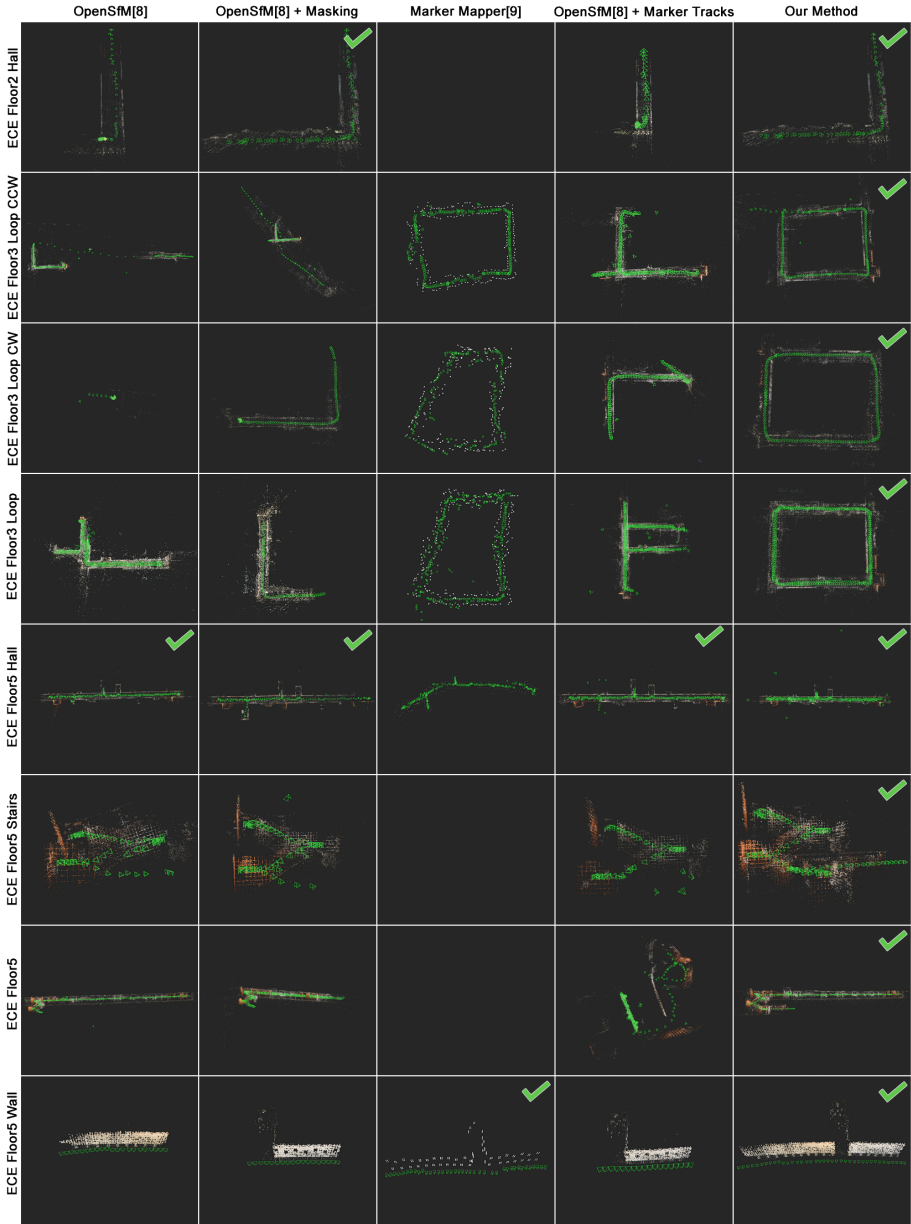 OpenSfM[8]
OpenSfM[8] + Masking
Marker Mapper[9]
OpenSfM[8] + Marker Tracks
Our Method
ECE Floor2 Hall
ECE Floor3 Loop CCW
ECE Floor3 Loop CW
ECE Floor3 Loop
ECE Floor5 Hall
ECE Floor5 Stairs
ECE Floor5
ECE Floor5 Wall